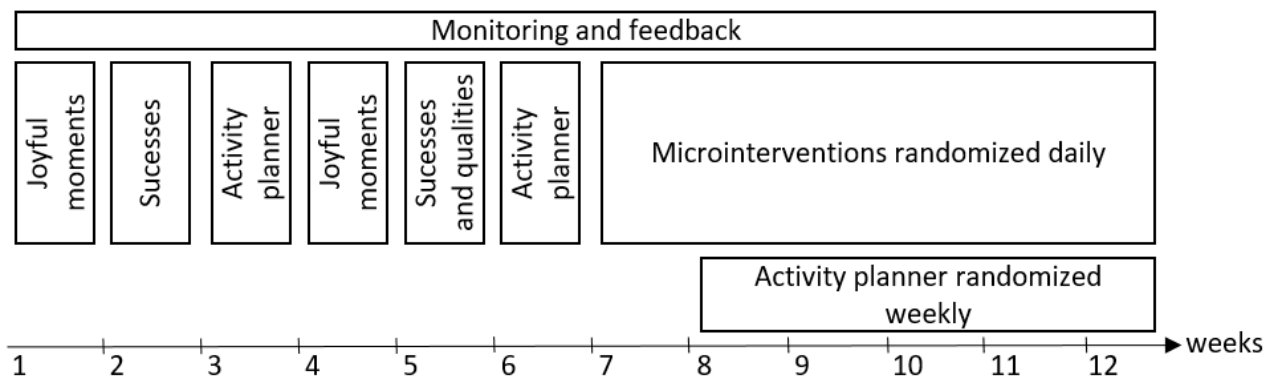 Monitoring and feedback
Joyful
moments
Sucesses
Activity
planner
Joyful
moments
Sucesses
and qualities
Activity
planner
Microinterventions randomized daily
Activity planner randomized
weekly
1 2 3 4 5 6 7 8 9 10 11 12 weeks